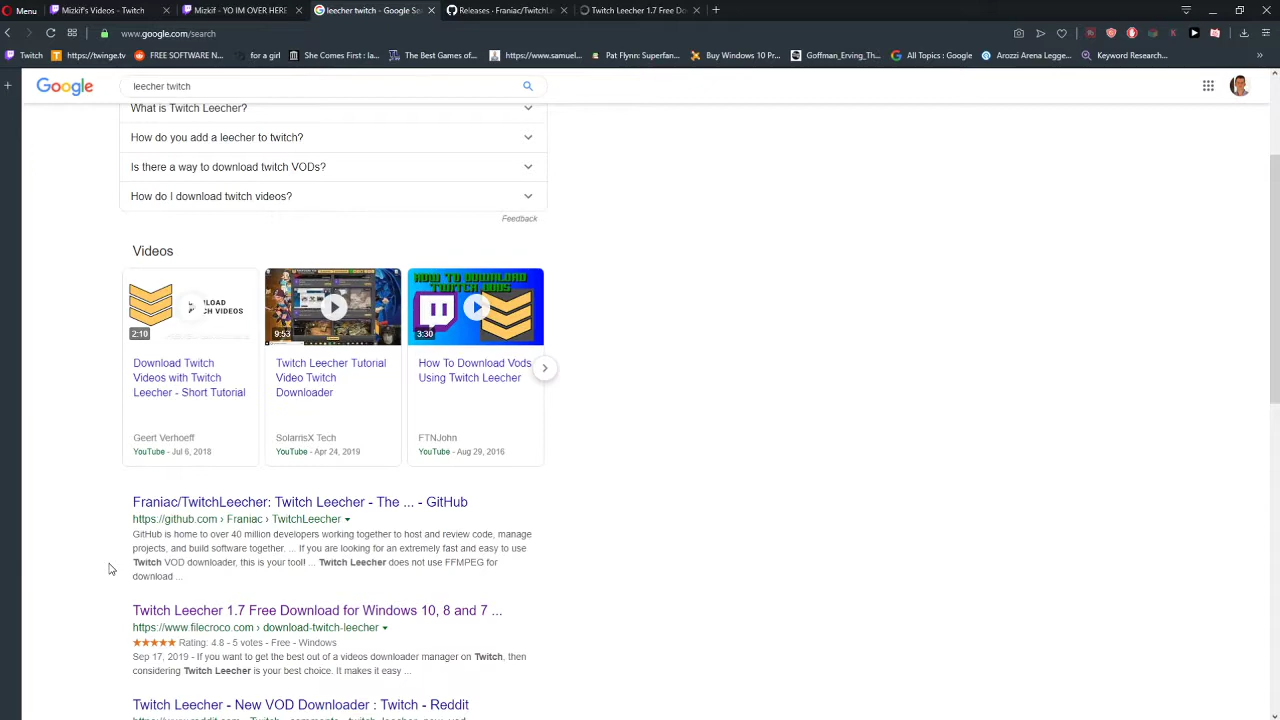 Menu
Mizkif's Videos - Twitch
Mizkif - YO IM OVER HERE
leecher twitch - Google Se
Releases · Franiac/TwitchLe
Twitch Leecher 1.7 Free Do
www.google.com/search
Twitch
https://twinge.tv
FREE SOFTWARE N...
for a girl
She Comes First : la...
The Best Games of...
https://www.samuel...
Pat Flynn: Superfan...
Buy Windows 10 Pr...
Goffman_Erving_The...
All Topics : Google
Arozzi Arena Legge...
Keyword Research...
Google
leecher twitch
What is Twitch Leecher?
How do you add a leecher to twitch?
Is there a way to download twitch VODs?
How do I download twitch videos?
Feedback
Videos
2:10
9:53
HOW TO DOWNLOAD
TWITCH VODS
3:30
Download Twitch
Videos with Twitch
Leecher - Short Tutorial
Geert Verhoeff
YouTube - Jul 6, 2018
Twitch Leecher Tutorial
Video Twitch
Downloader
SolarrisX Tech
YouTube - Apr 24, 2019
How To Download Vods
Using Twitch Leecher
FTNJohn
YouTube - Aug 29, 2016
Franiac/TwitchLeecher: Twitch Leecher - The ... - GitHub
https://github.com › Franiac › TwitchLeecher
GitHub is home to over 40 million developers working together to host and review code, manage
projects, and build software together. ... If you are looking for an extremely fast and easy to use
Twitch VOD downloader, this is your tool! ... Twitch Leecher does not use FFMPEG for
download ...
Twitch Leecher 1.7 Free Download for Windows 10, 8 and 7 ...
https://www.filecroco.com › download-twitch-leecher
Rating: 4.8 - 5 votes - Free - Windows
Sep 17, 2019 - If you want to get the best out of a videos downloader manager on Twitch, then
considering Twitch Leecher is your best choice. It makes it easy ...
Twitch Leecher - New VOD Downloader : Twitch - Reddit